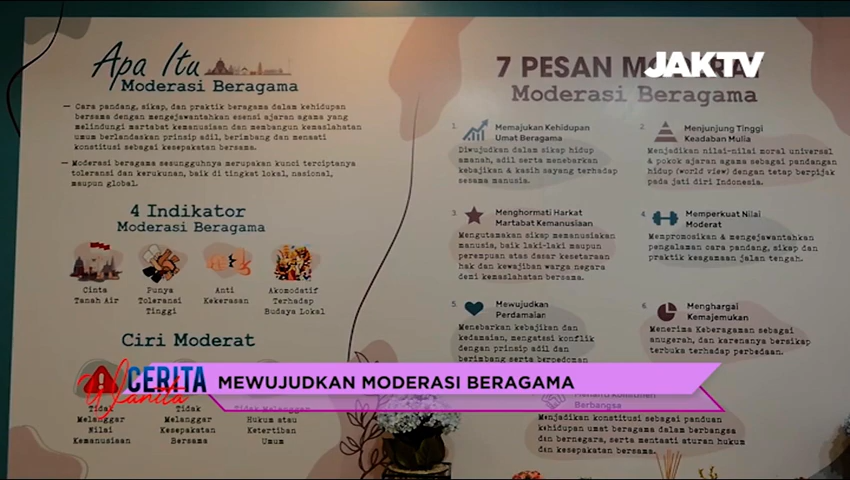 JAKTV
Apa Itu
Moderasi Beragama
— Cara pandang, sikap, dan praktik beragama dalam kehidupan
bersama dengan mengejawantahkan esensi ajaran agama yang
melindungi martabat kemanusiaan dan membangun kemaslahatan
umum berlandaskan prinsip adil, berimbang dan menaati
konstitusi sebagai kesepakatan bersama.
— Moderasi beragama sesungguhnya merupakan kunci terciptanya
toleransi dan kerukunan, baik di tingkat lokal, nasional,
maupun global.
4 Indikator
Moderasi Beragama
Cinta
Tanah Air
Punya
Toleransi
Tinggi
Anti
Kekerasan
Akomodatif
Terhadap
Budaya Lokal
Ciri Moderat
Tidak
Melanggar
Nilai
Kemanusiaan
Tidak
Melanggar
Kesepakatan
Bersama
Tidak Melanggar
Hukum atau
Ketertiban
Umum
7 PESAN
Moderasi Beragama
1. Memajukan Kehidupan
Umat Beragama
Diwujudkan dalam sikap hidup
amanah, adil serta menebarkan
kebajikan & kasih sayang terhadap
sesama manusia.
2. Menjunjung Tinggi
Keadaban Mulia
Menjadikan nilai-nilai moral universal
& pokok ajaran agama sebagai pandangan
hidup (world view) dengan tetap berpijak
pada jati diri Indonesia.
3. Menghormati Harkat
Martabat Kemanusiaan
Mengutamakan sikap memanusiakan
manusia, baik laki-laki maupun
perempuan atas dasar kesetaraan
hak dan kewajiban warga negara
demi kemaslahatan bersama.
4. Memperkuat Nilai
Moderat
Mempromosikan & mengejawantahkan
pengalaman cara pandang, sikap dan
praktik keagamaan jalan tengah.
5. Mewujudkan
Perdamaian
Menebarkan kebajikan dan
kedamaian, mengatasi konflik
dengan prinsip adil dan
berimbang serta berpedoman
6. Menghargai
Kemajemukan
Menerima Keberagaman sebagai
anugerah, dan karenanya bersikap
terbuka terhadap perbedaan.
Berbangsa
Menjadikan konstitusi sebagai panduan
kehidupan umat beragama dalam berbangsa
dan bernegara, serta mentaati aturan hukum
dan kesepakatan bersama.
CERITA
Wanita
MEWUJUDKAN MODERASI BERAGAMA